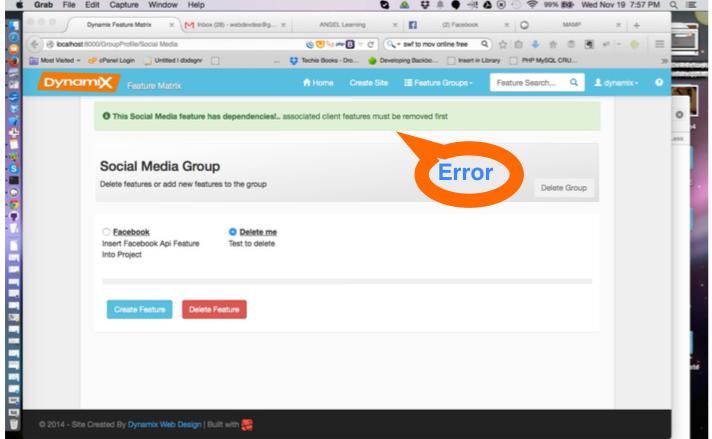 Grab File Edit Capture Window Help
99% Wed Nov 19 7:57 PM
Dynamix Feature Matrix
Inbox (28) - webdevdea@g...
ANGEL Learning
(2) Facebook
MAMP
localhost:8000/GroupProfile/Social Media
swf to mov online free
Most Visited
cPanel Login
Untitled | dsdsgnr
...
Techie Books - Dro...
Developing Backbo...
Insert in Library
PHP MySQL CRU...
DynamiX
Feature Matrix
Home
Create Site
Feature Groups
Feature Search...
dynamix
This Social Media feature has dependencies!.. associated client features must be removed first
Error
Social Media Group
Delete features or add new features to the group
Delete Group
Facebook
Insert Facebook Api Feature
Into Project
Delete me
Test to delete
Create Feature
Delete Feature
© 2014 - Site Created By Dynamix Web Design | Built with